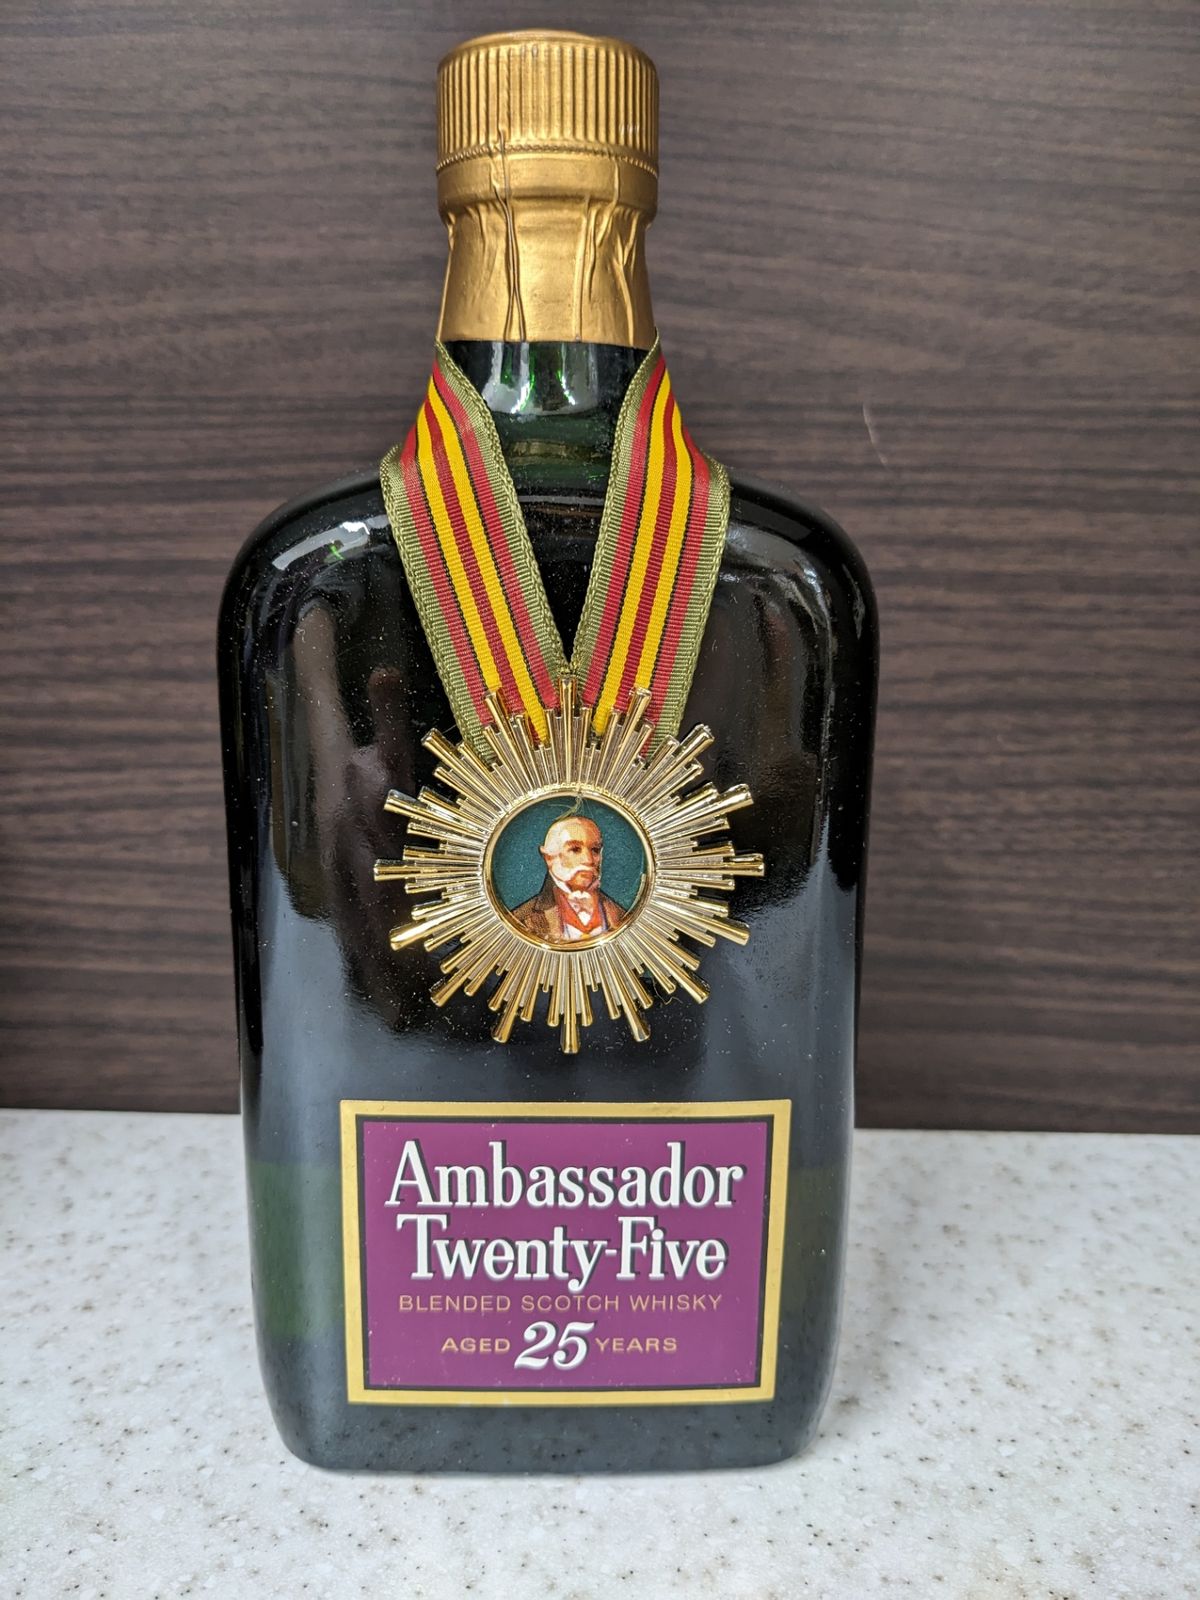 Ambassador
Twenty-Five
BLENDED SCOTCH WHISKY
AGED 25 YEARS